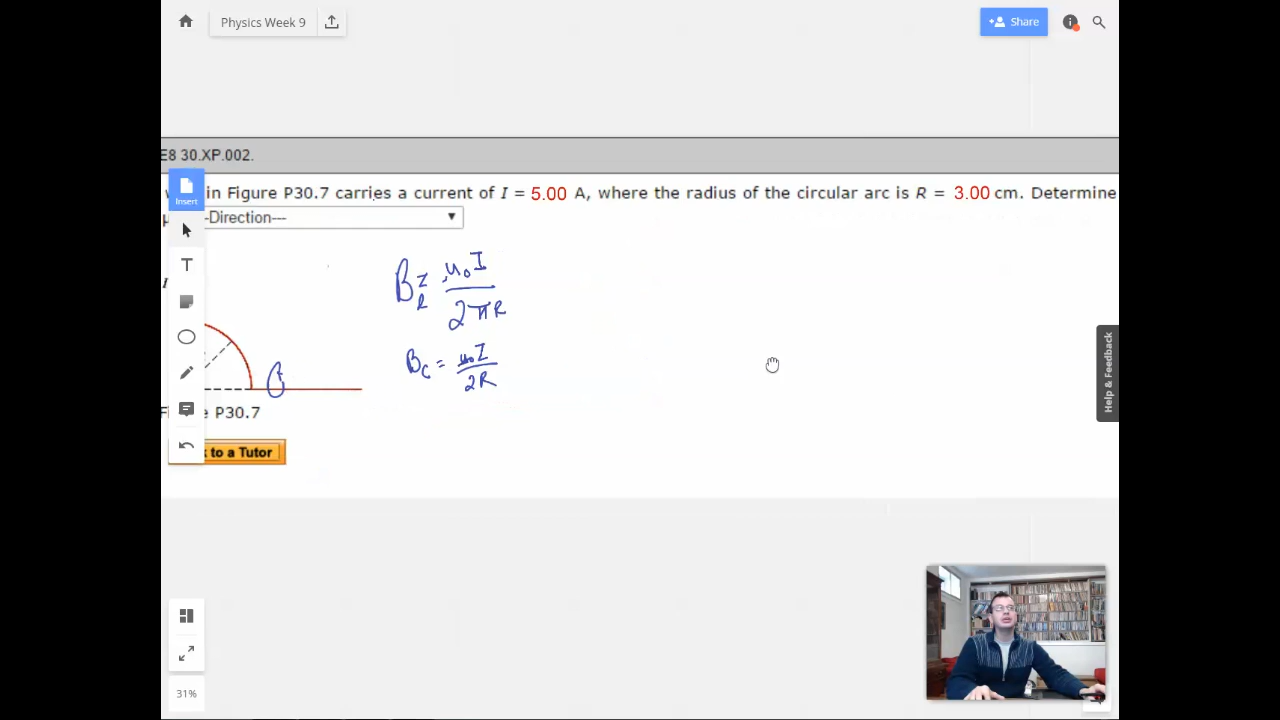 Physics Week 9
Share
E8 30.XP.002.
in Figure P30.7 carries a current of I = 5.00 A, where the radius of the circular arc is R = 3.00 cm. Determine
Insert
--Direction---
I
B_l = μ₀I / 2πR
B_c = μ₀I / 2R
P30.7
to a Tutor
Help & Feedback
31%